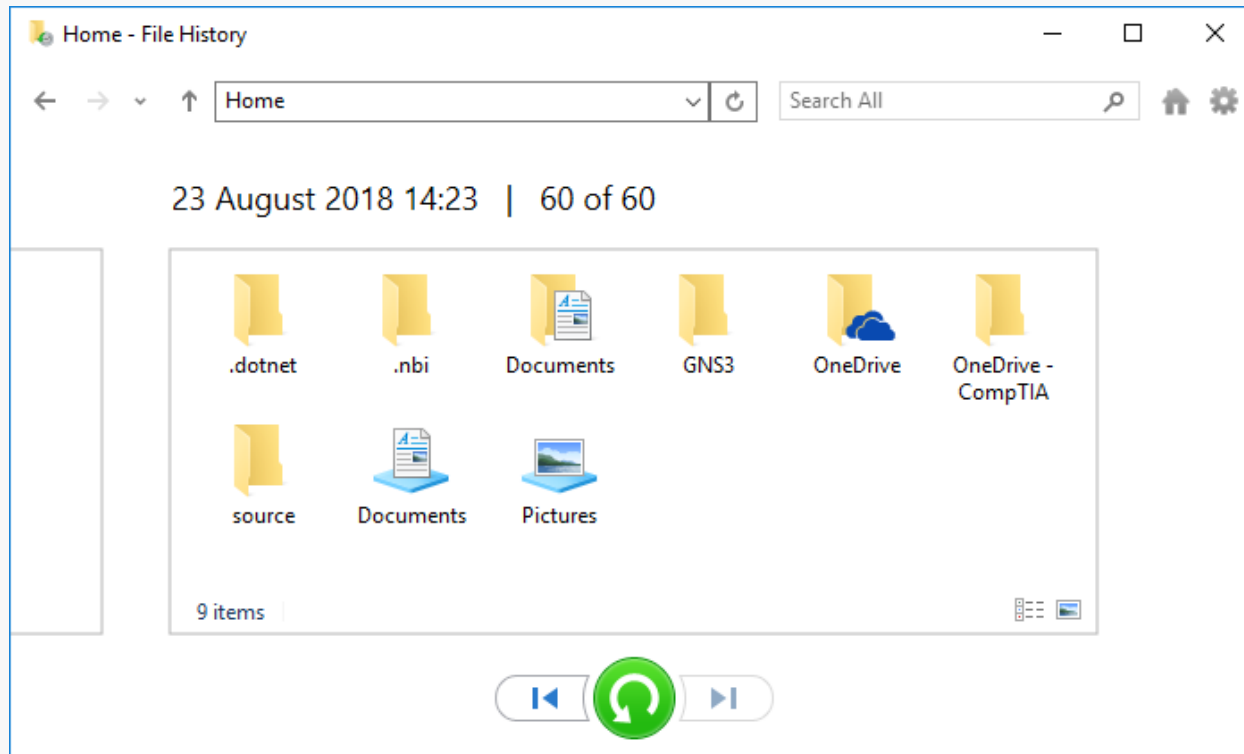 Home - File History
Home
Search All
23 August 2018 14:23 | 60 of 60
.dotnet
.nbi
Documents
GNS3
OneDrive
OneDrive -
CompTIA
source
Documents
Pictures
9 items